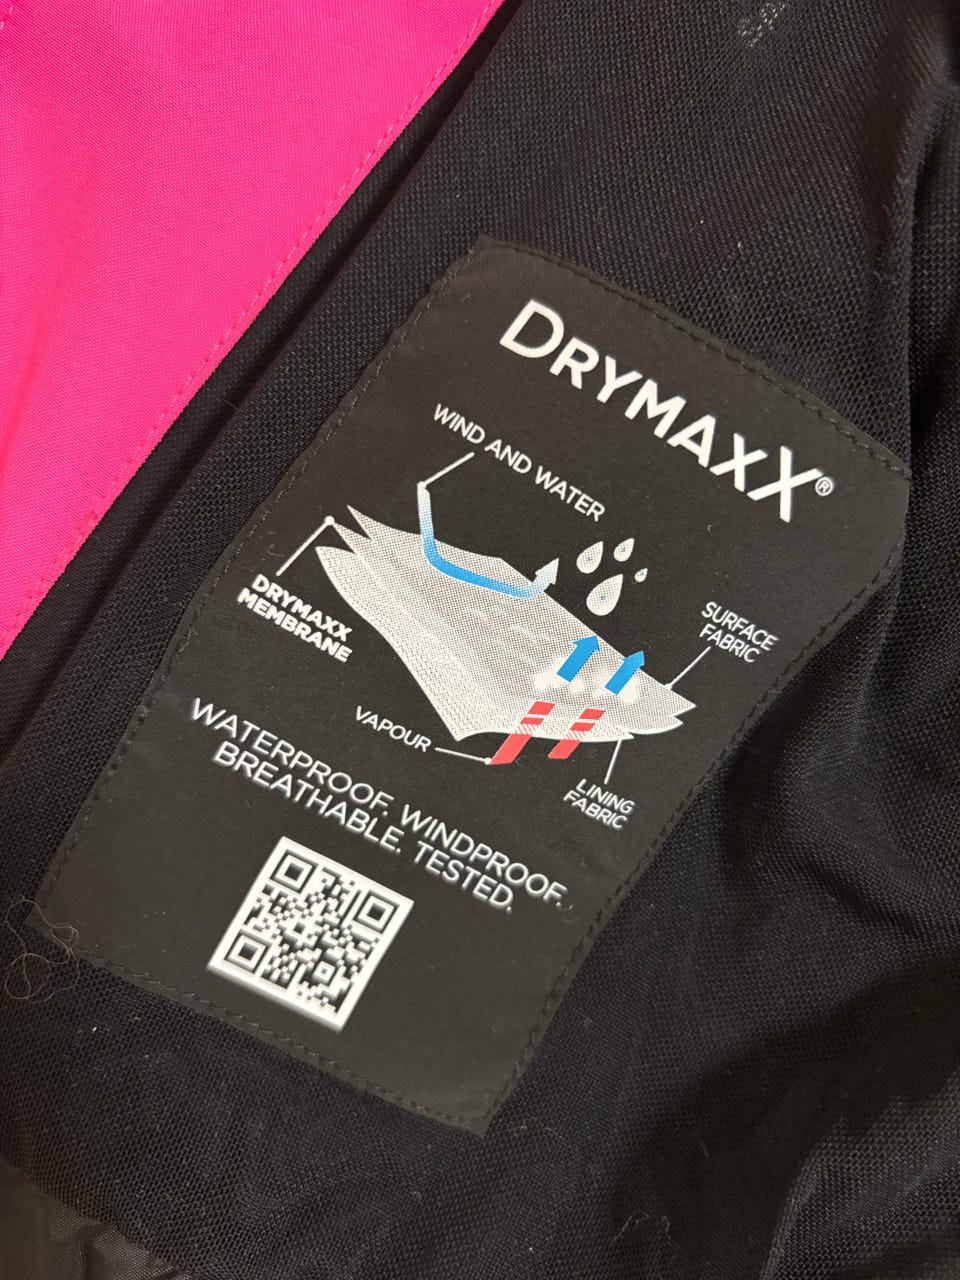 DRYMAXX®
WIND AND WATER
DRYMAXX
MEMBRANE
SURFACE
FABRIC
VAPOUR
LINING
FABRIC
WATERPROOF. WINDPROOF.
BREATHABLE. TESTED.